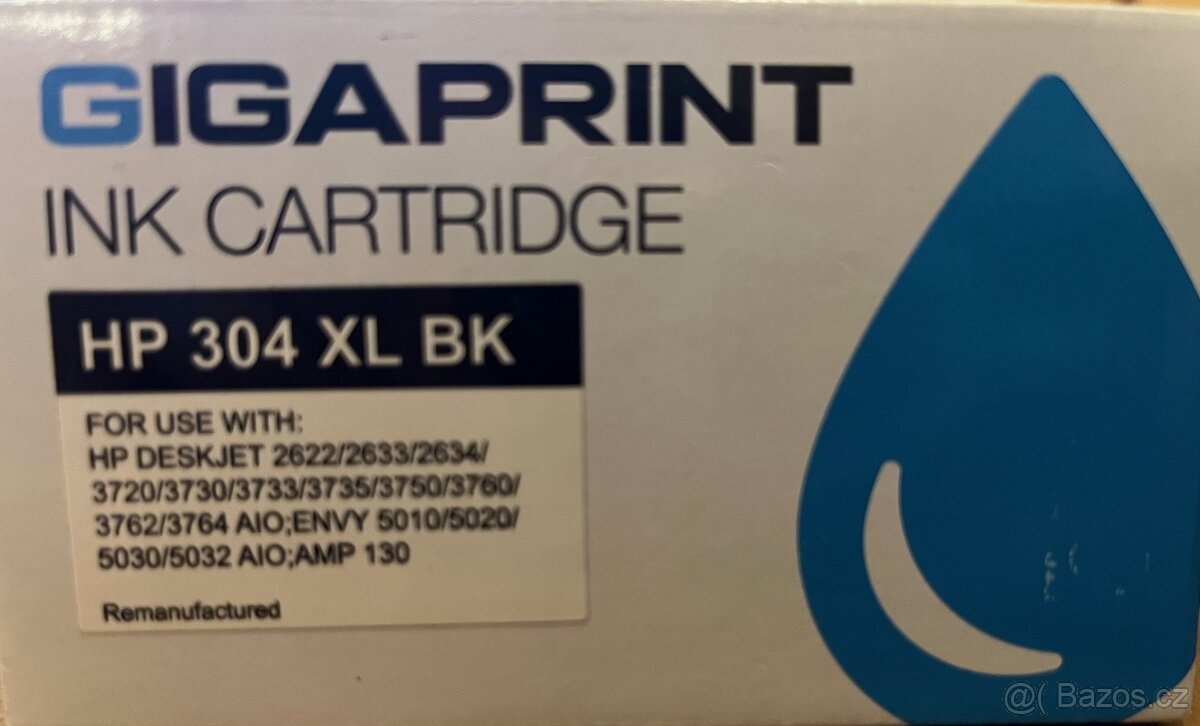 GIGAPRINT
INK CARTRIDGE
HP 304 XL BK
FOR USE WITH:
HP DESKJET 2622/2633/2634/
3720/3730/3733/3735/3750/3760/
3762/3764 AIO;ENVY 5010/5020/
5030/5032 AIO;AMP 130
Remanufactured
@( Bazos.cz